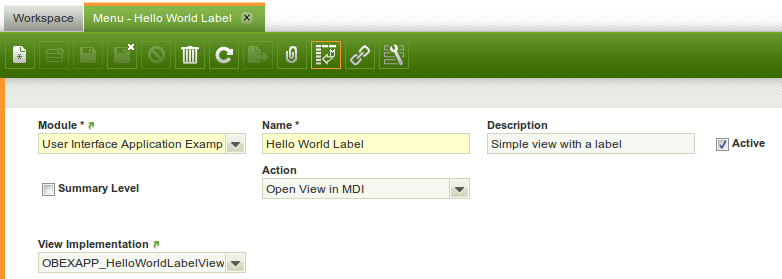 Workspace
Menu - Hello World Label
Module *
Name *
Description
User Interface Application Examp
Hello World Label
Simple view with a label
Active
Action
Summary Level
Open View in MDI
View Implementation
OBEXAPP_HelloWorldLabelView